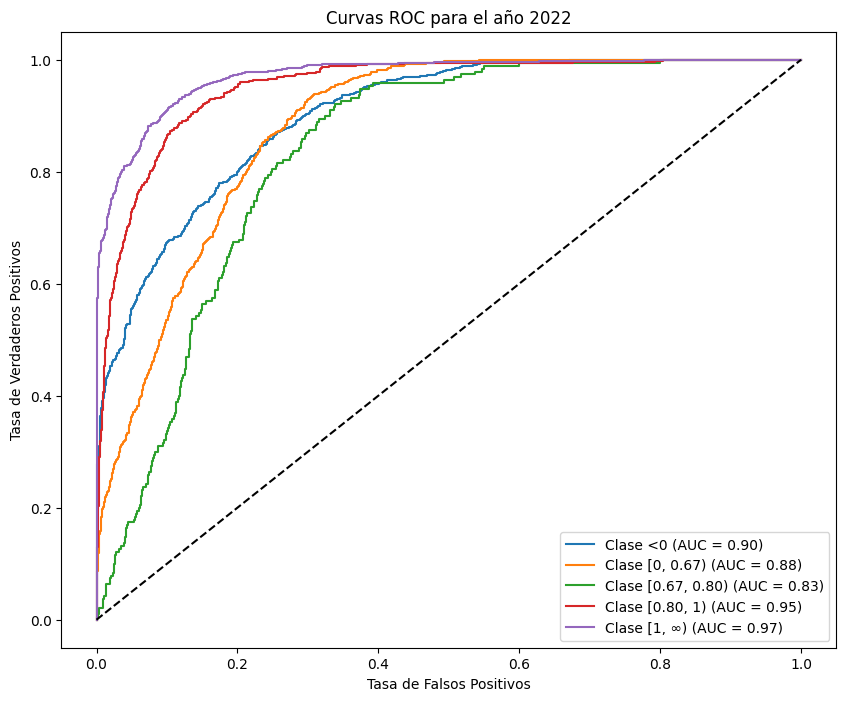 Curvas ROC para el año 2022
Tasa de Verdaderos Positivos
1.0
0.8
0.6
0.4
0.2
0.0
0.0 0.2 0.4 0.6 0.8 1.0
Tasa de Falsos Positivos
Clase <0 (AUC = 0.90)
Clase [0, 0.67) (AUC = 0.88)
Clase [0.67, 0.80) (AUC = 0.83)
Clase [0.80, 1) (AUC = 0.95)
Clase [1, ∞) (AUC = 0.97)